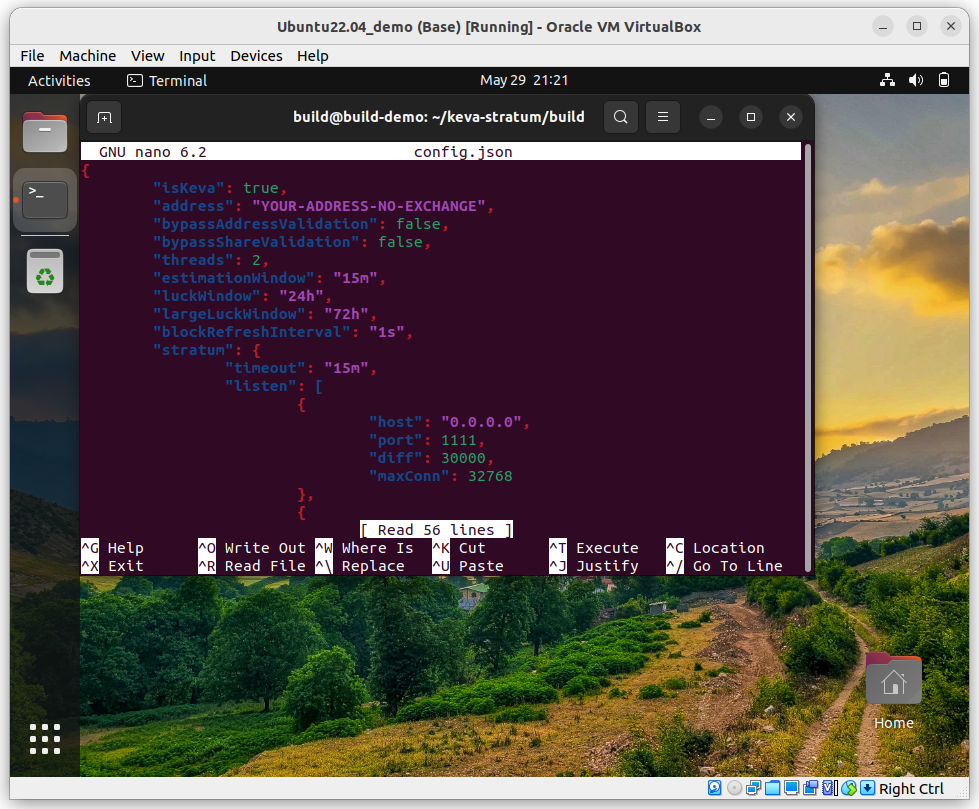 Ubuntu22.04_demo (Base) [Running] - Oracle VM VirtualBox
File Machine View Input Devices Help
Activities Terminal May 29 21:21
build@build-demo: ~/keva-stratum/build
GNU nano 6.2 config.json
{
"isKeva": true,
"address": "YOUR-ADDRESS-NO-EXCHANGE",
"bypassAddressValidation": false,
"bypassShareValidation": false,
"threads": 2,
"estimationWindow": "15m",
"luckWindow": "24h",
"largeLuckWindow": "72h",
"blockRefreshInterval": "1s",
"stratum": {
"timeout": "15m",
"listen": [
{
"host": "0.0.0.0",
"port": 1111,
"diff": 30000,
"maxConn": 32768
},
{
[ Read 56 lines ]
^G Help ^O Write Out ^W Where Is ^K Cut ^T Execute ^C Location
^X Exit ^R Read File ^\ Replace ^U Paste ^J Justify ^/ Go To Line
Home
Right Ctrl